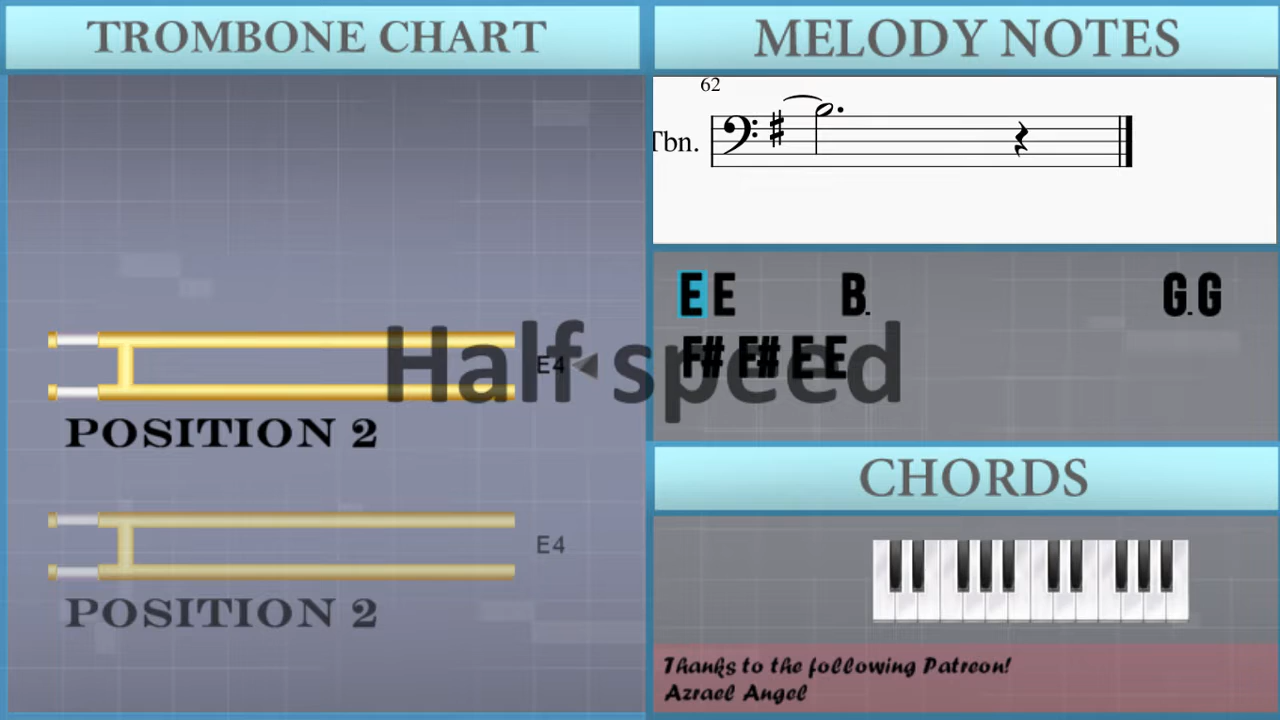 TROMBONE CHART
MELODY NOTES
62
Tbn.
E E B. G. G
F# F# E E
Half speed
E4
POSITION 2
E4
POSITION 2
CHORDS
Thanks to the following Patreon!
Azrael Angel